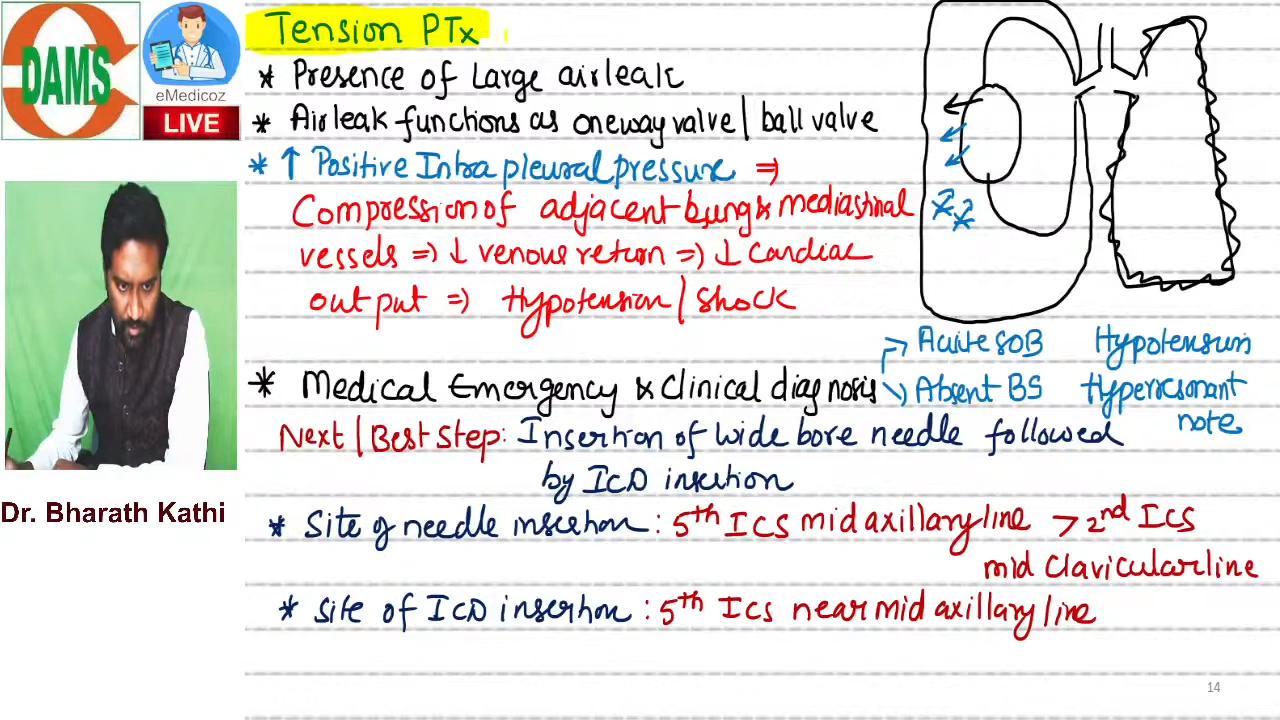 DAMS
eMedicoz
LIVE
Tension PTx
* Presence of Large airleak
* Airleak functions as oneway valve / ball valve
* ↑ Positive Intra pleural pressure ⇒
Compression of adjacent lung & mediastinal
vessels ⇒ ↓ venous return ⇒ ↓ cardiac
output ⇒ Hypotension / Shock
→ Acute SOB Hypotension
* Medical Emergency & Clinical diagnosis → Absent BS Hyperresonant
note
Next / Best Step: Insertion of wide bore needle followed
by ICD insertion
Dr. Bharath Kathi
* Site of needle insertion : 5th ICS mid axillary line > 2nd ICS
mid Clavicular line
* Site of ICD insertion : 5th ICS near mid axillary line
14